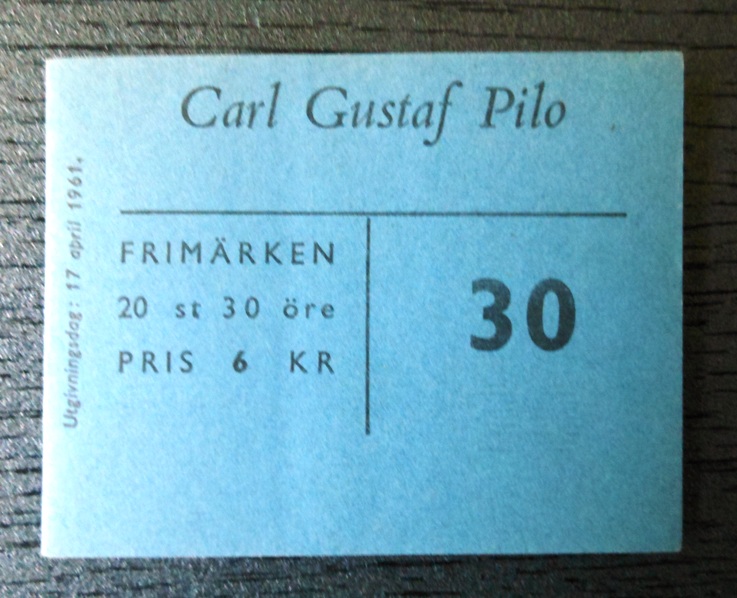 Carl Gustaf Pilo
Utgivningsdag: 17 april 1961.
FRIMÄRKEN
20 st 30 öre
PRIS 6 KR
30